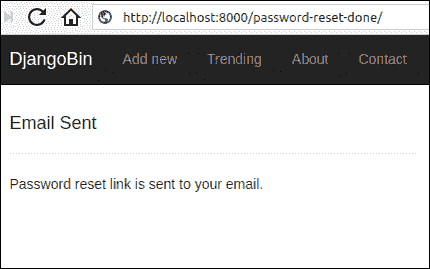 http://localhost:8000/password-reset-done/
DjangoBin Add new Trending About Contact
Email Sent
Password reset link is sent to your email.